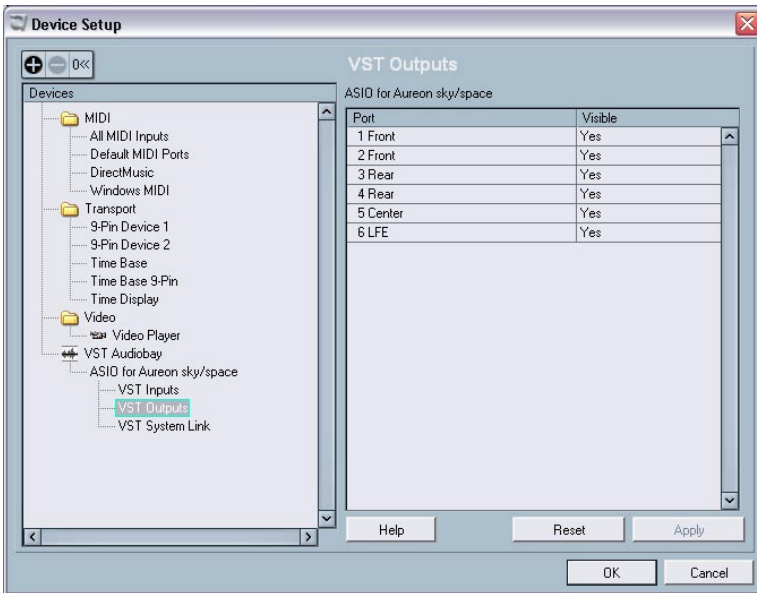 Device Setup
0<<
VST Outputs
Devices
ASIO for Aureon sky/space
MIDI
All MIDI Inputs
Default MIDI Ports
DirectMusic
Windows MIDI
Transport
9-Pin Device 1
9-Pin Device 2
Time Base
Time Base 9-Pin
Time Display
Video
Video Player
VST Audiobay
ASIO for Aureon sky/space
VST Inputs
VST Outputs
VST System Link
Port Visible
1 Front Yes
2 Front Yes
3 Rear Yes
4 Rear Yes
5 Center Yes
6 LFE Yes
Help Reset Apply
OK Cancel